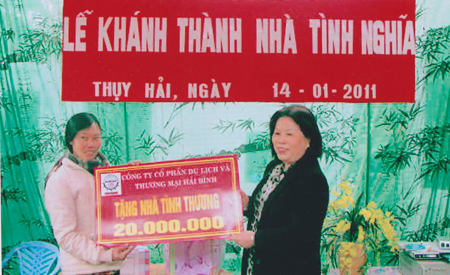 LỄ KHÁNH THÀNH NHÀ TÌNH NGHĨA
THỤY HẢI, NGÀY 14-01-2011
CÔNG TY CỔ PHẦN DU LỊCH VÀ
THƯƠNG MẠI HẢI BÌNH
TẶNG NHÀ TÌNH THƯƠNG
20.000.000